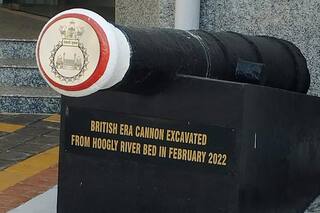 BRITISH ERA CANNON EXCAVATED
FROM HOOGLY RIVER BED IN FEBRUARY 2022